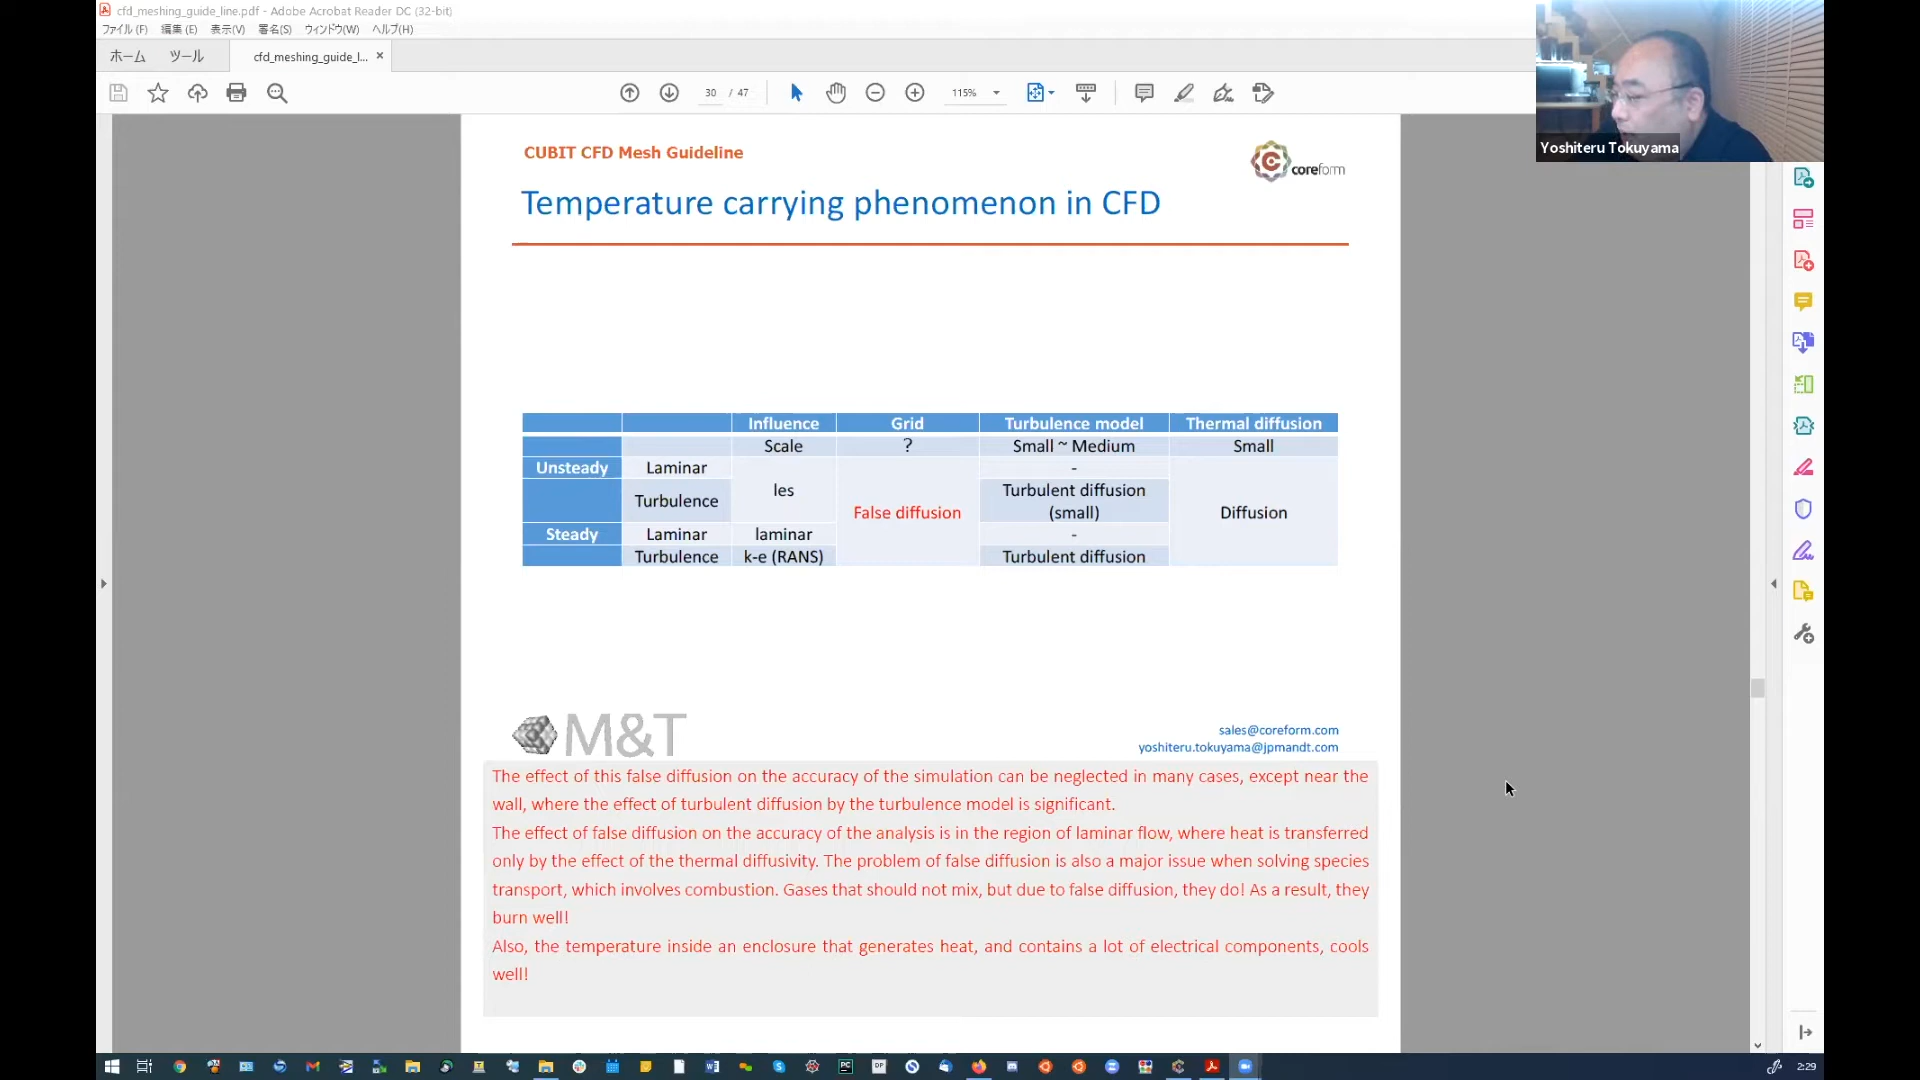 cfd_meshing_guide_line.pdf - Adobe Acrobat Reader DC (32-bit)
ファイル(F) 編集(E) 表示(V) 署名(S) ウィンドウ(W) ヘルプ(H)
ホーム ツール cfd_meshing_guide_l... ×
30 / 47 115%
Yoshiteru Tokuyama
CUBIT CFD Mesh Guideline
coreform
Temperature carrying phenomenon in CFD
Influence Grid Turbulence model Thermal diffusion
Scale ? Small ~ Medium Small
Unsteady Laminar les False diffusion - Diffusion
Turbulence Turbulent diffusion
(small)
Steady Laminar laminar -
Turbulence k-e (RANS) Turbulent diffusion
M&T
sales@coreform.com
yoshiteru.tokuyama@jpmandt.com
The effect of this false diffusion on the accuracy of the simulation can be neglected in many cases, except near the
wall, where the effect of turbulent diffusion by the turbulence model is significant.
The effect of false diffusion on the accuracy of the analysis is in the region of laminar flow, where heat is transferred
only by the effect of the thermal diffusivity. The problem of false diffusion is also a major issue when solving species
transport, which involves combustion. Gases that should not mix, but due to false diffusion, they do! As a result, they
burn well!
Also, the temperature inside an enclosure that generates heat, and contains a lot of electrical components, cools
well!
2:29